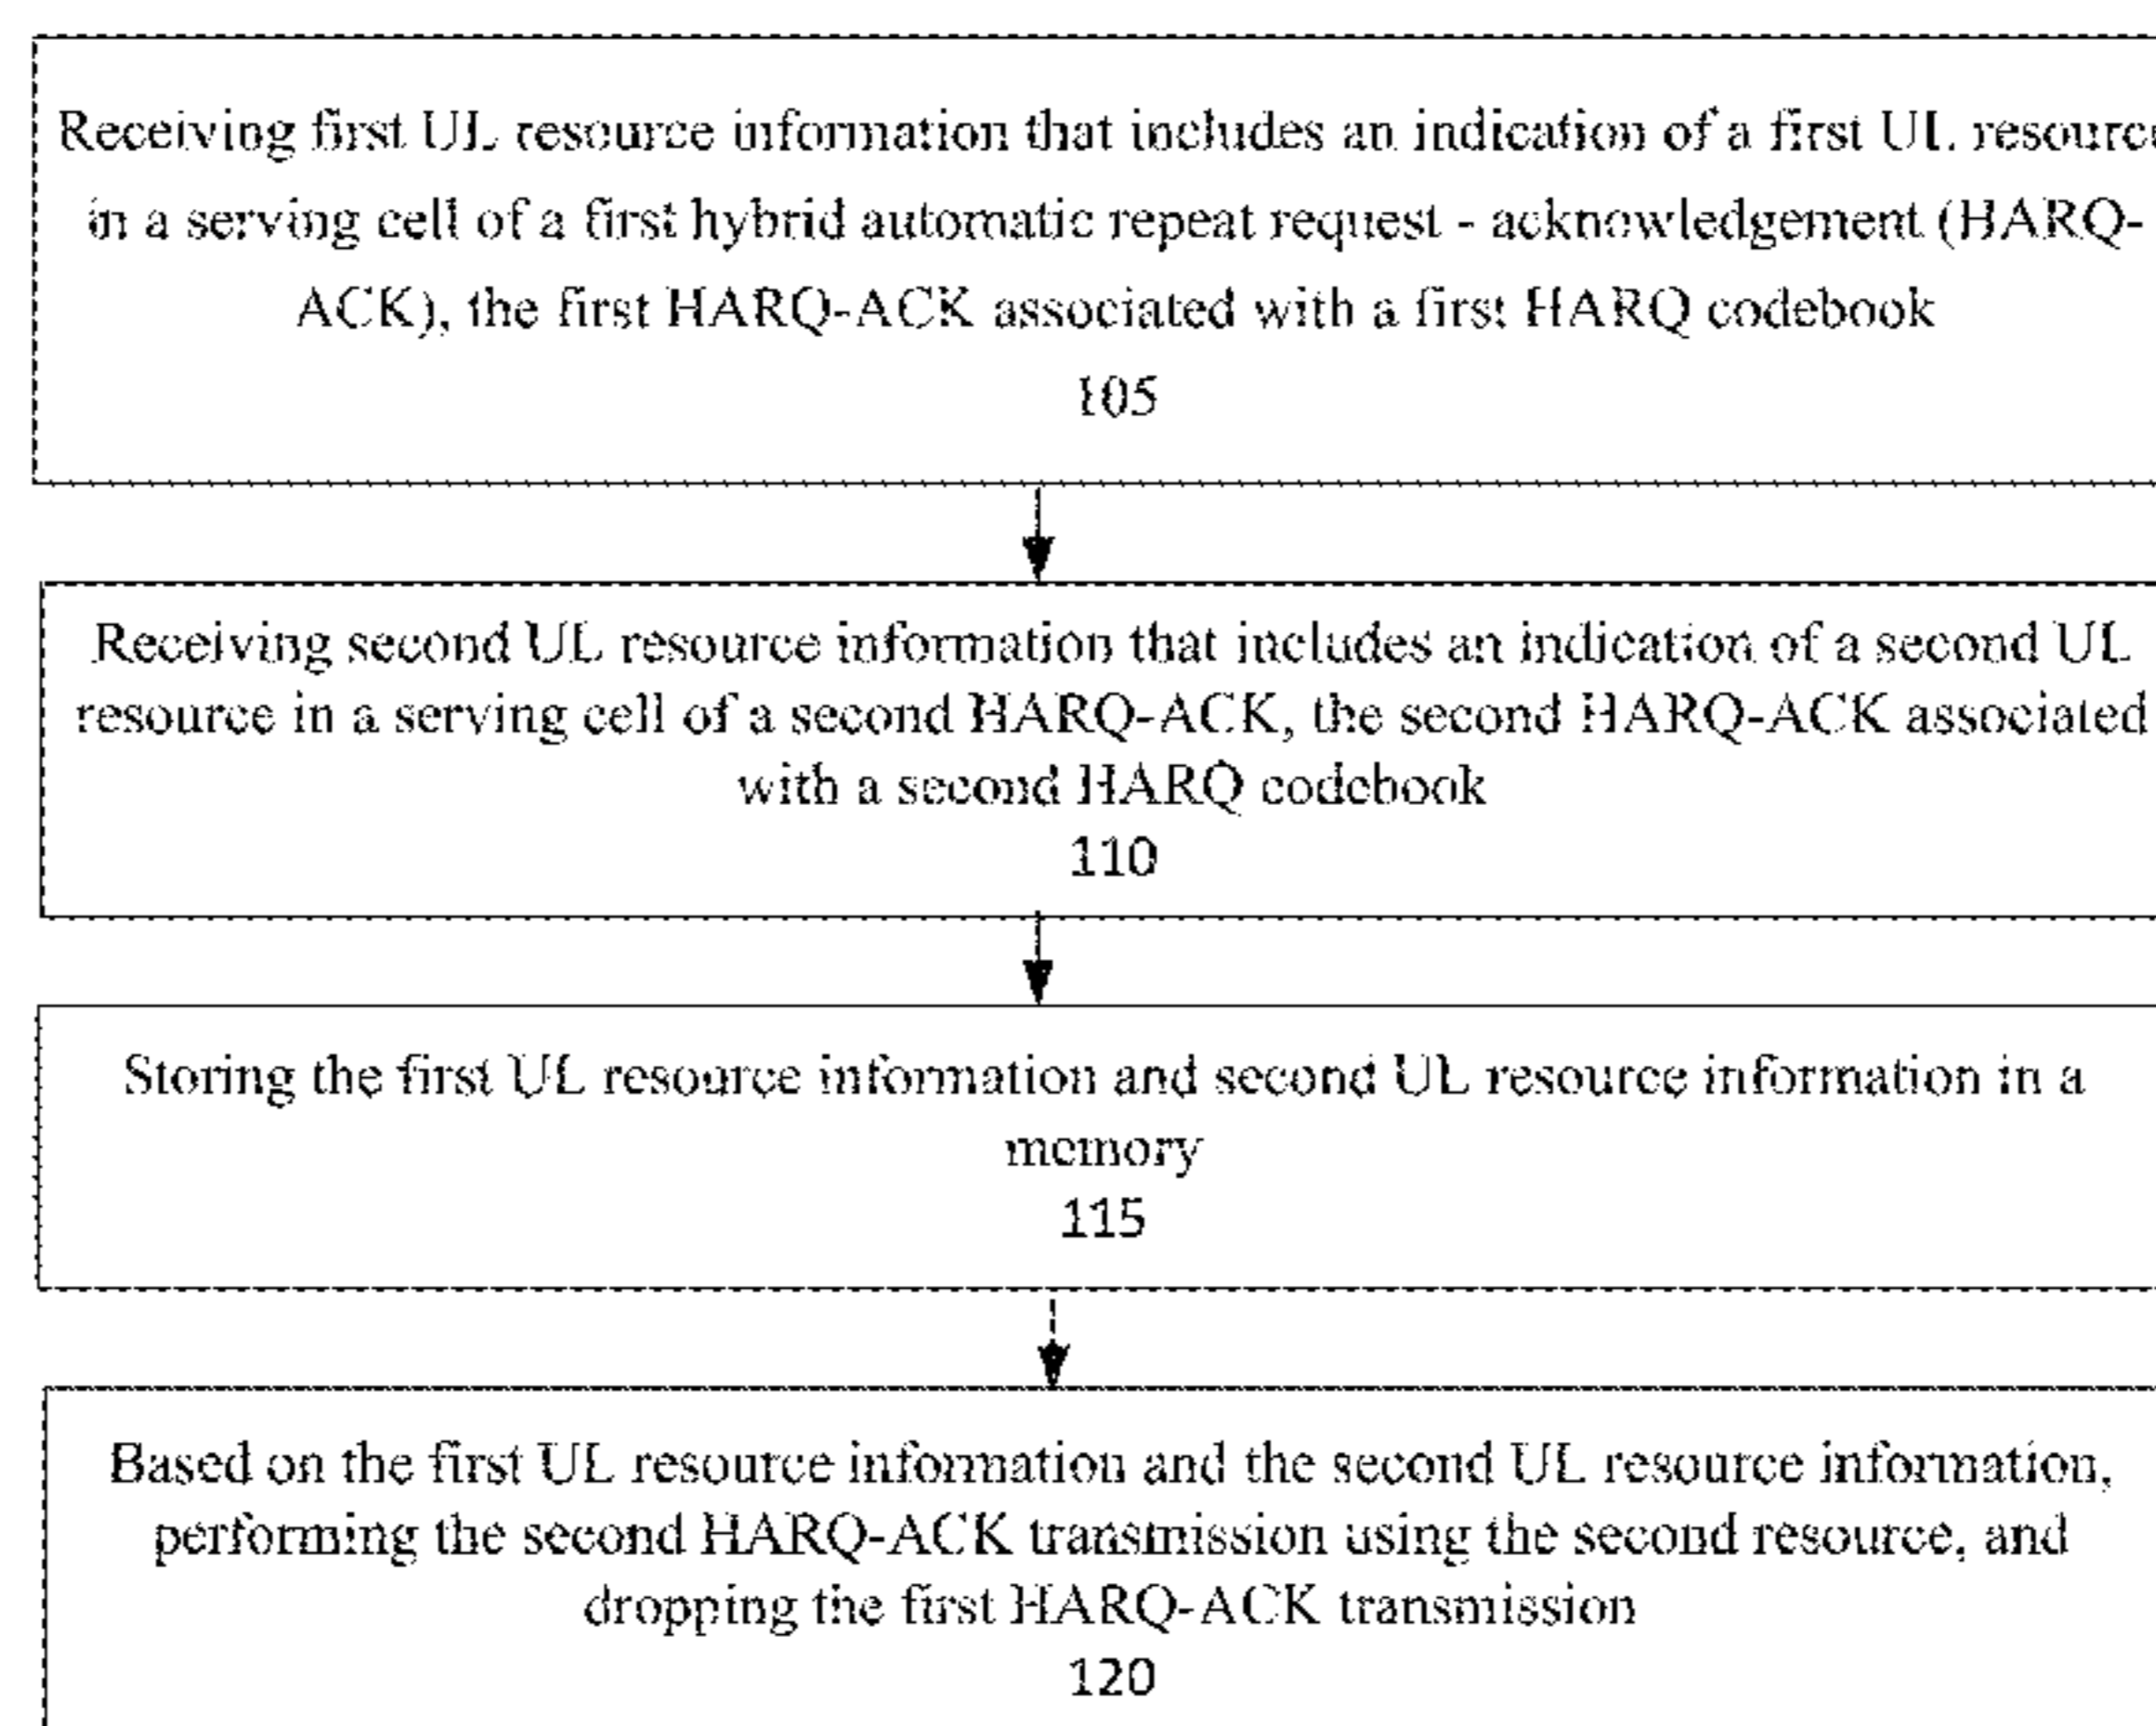 Receiving first UL resource information that includes an indication of a first UL resource
in a serving cell of a first hybrid automatic repeat request - acknowledgement (HARQ-
ACK), the first HARQ-ACK associated with a first HARQ codebook
105
Receiving second UL resource information that includes an indication of a second UL
resource in a serving cell of a second HARQ-ACK, the second HARQ-ACK associated
with a second HARQ codebook
110
Storing the first UL resource information and second UL resource information in a
memory
115
Based on the first UL resource information and the second UL resource information,
performing the second HARQ-ACK transmission using the second resource, and
dropping the first HARQ-ACK transmission
120